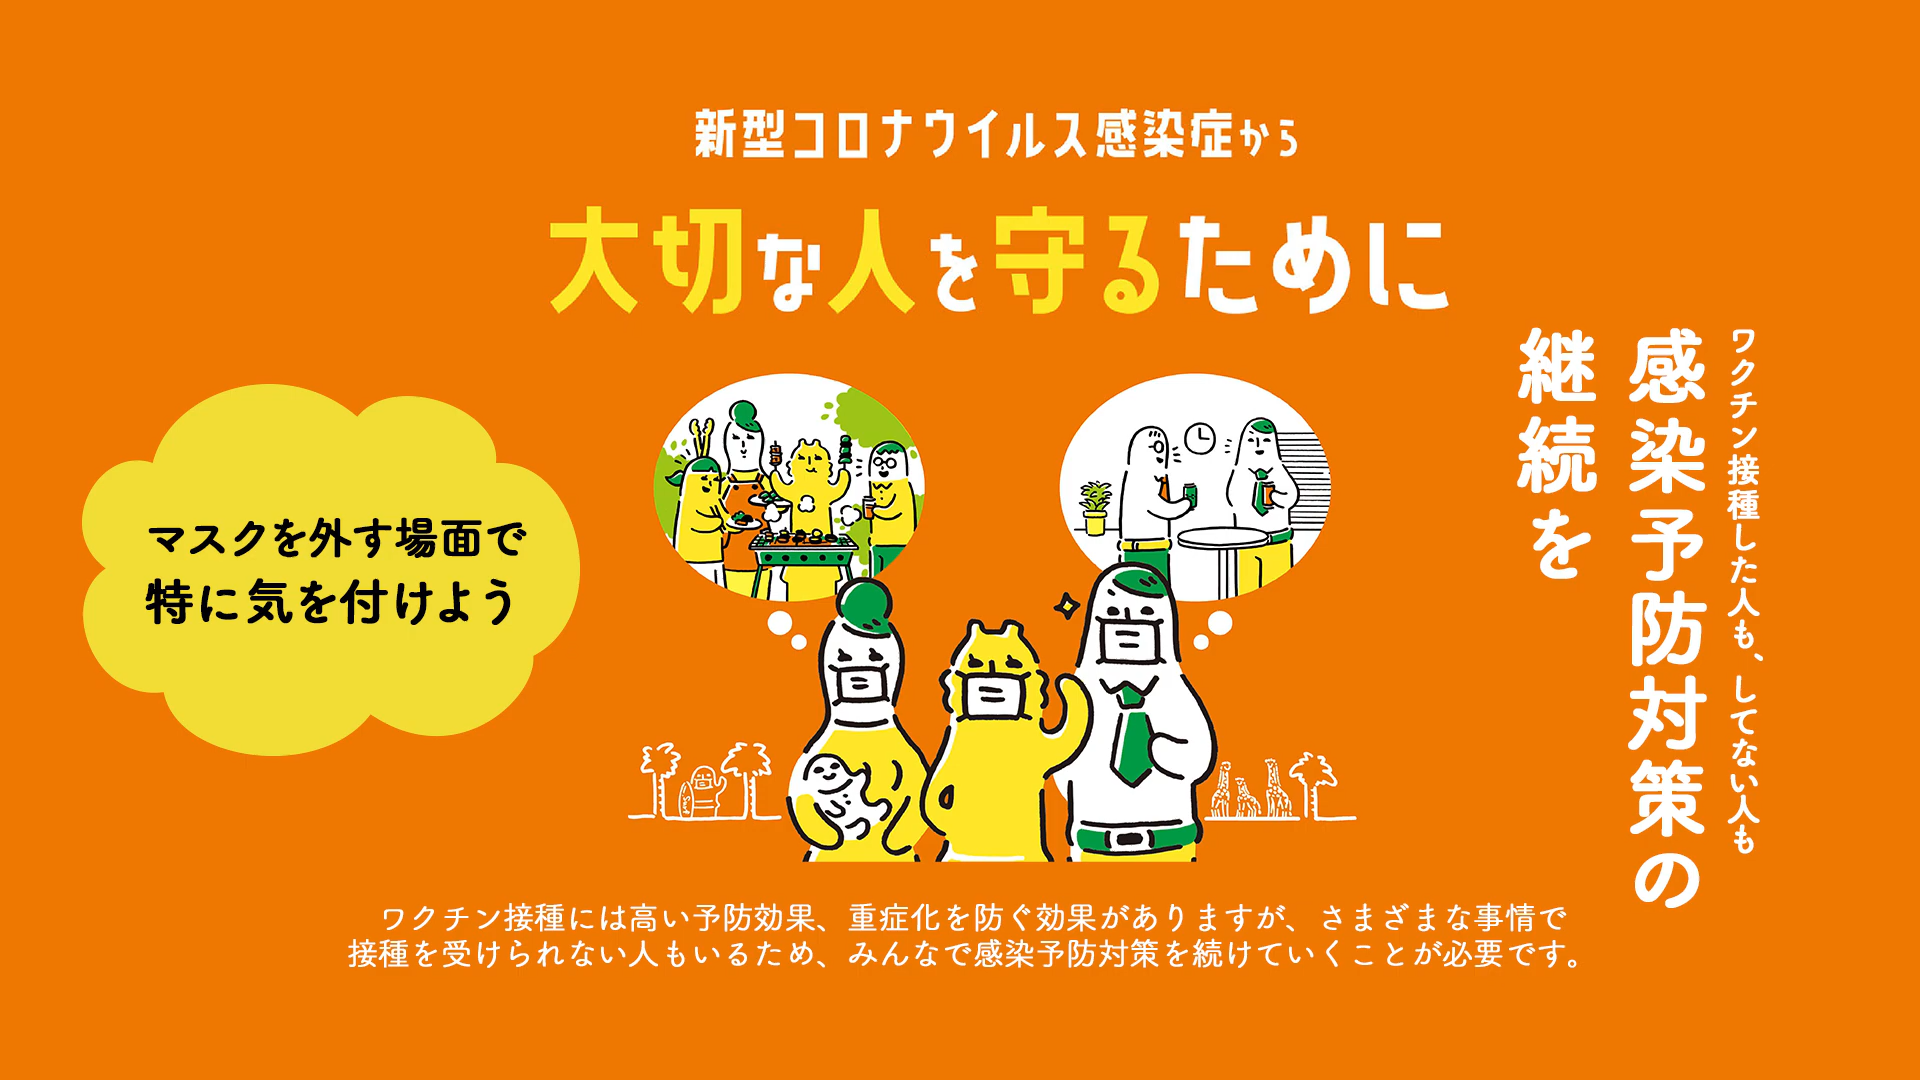 新型コロナウイルス感染症から
大切な人を守るために
ワクチン接種した人も、してない人も
感染予防対策の
継続を
マスクを外す場面で
特に気を付けよう
ワクチン接種には高い予防効果、重症化を防ぐ効果がありますが、さまざまな事情で
接種を受けられない人もいるため、みんなで感染予防対策を続けていくことが必要です。